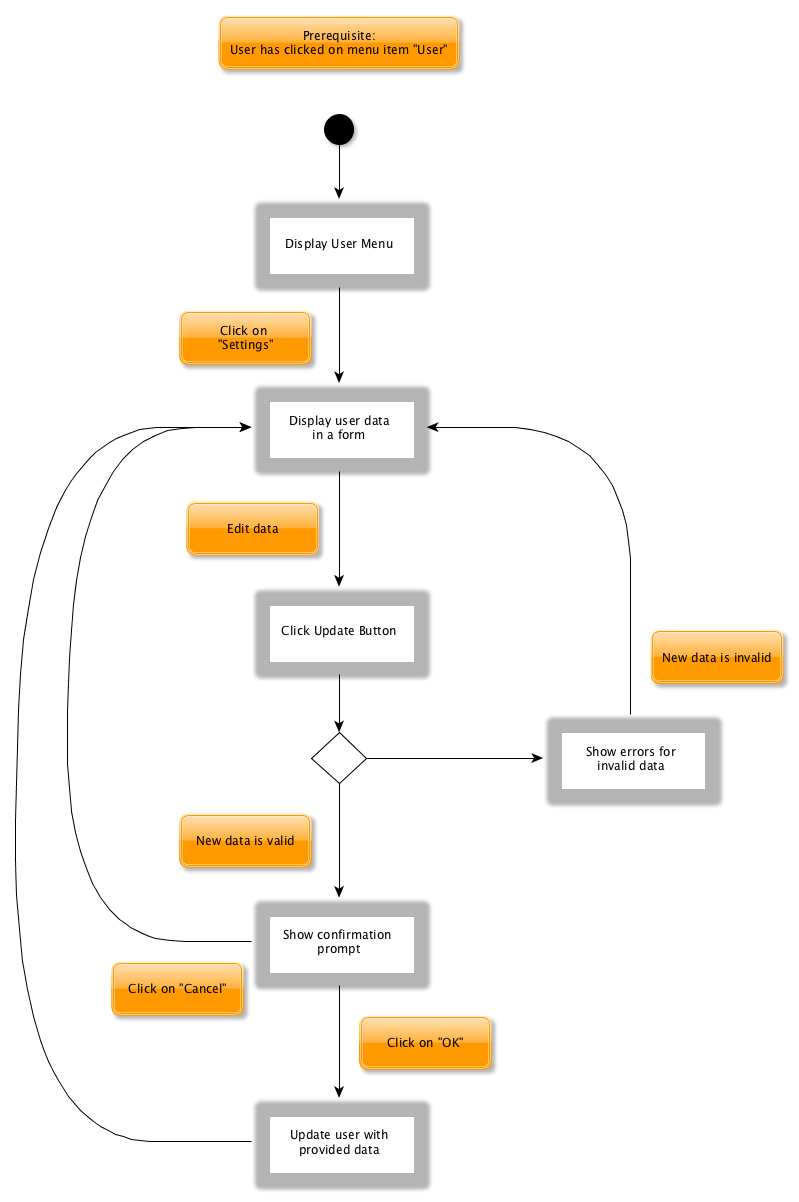 Prerequisite:
User has clicked on menu item "User"
Display User Menu
Click on
"Settings"
Display user data
in a form
Edit data
Click Update Button
New data is invalid
Show errors for
invalid data
New data is valid
Show confirmation
prompt
Click on "Cancel"
Click on "OK"
Update user with
provided data